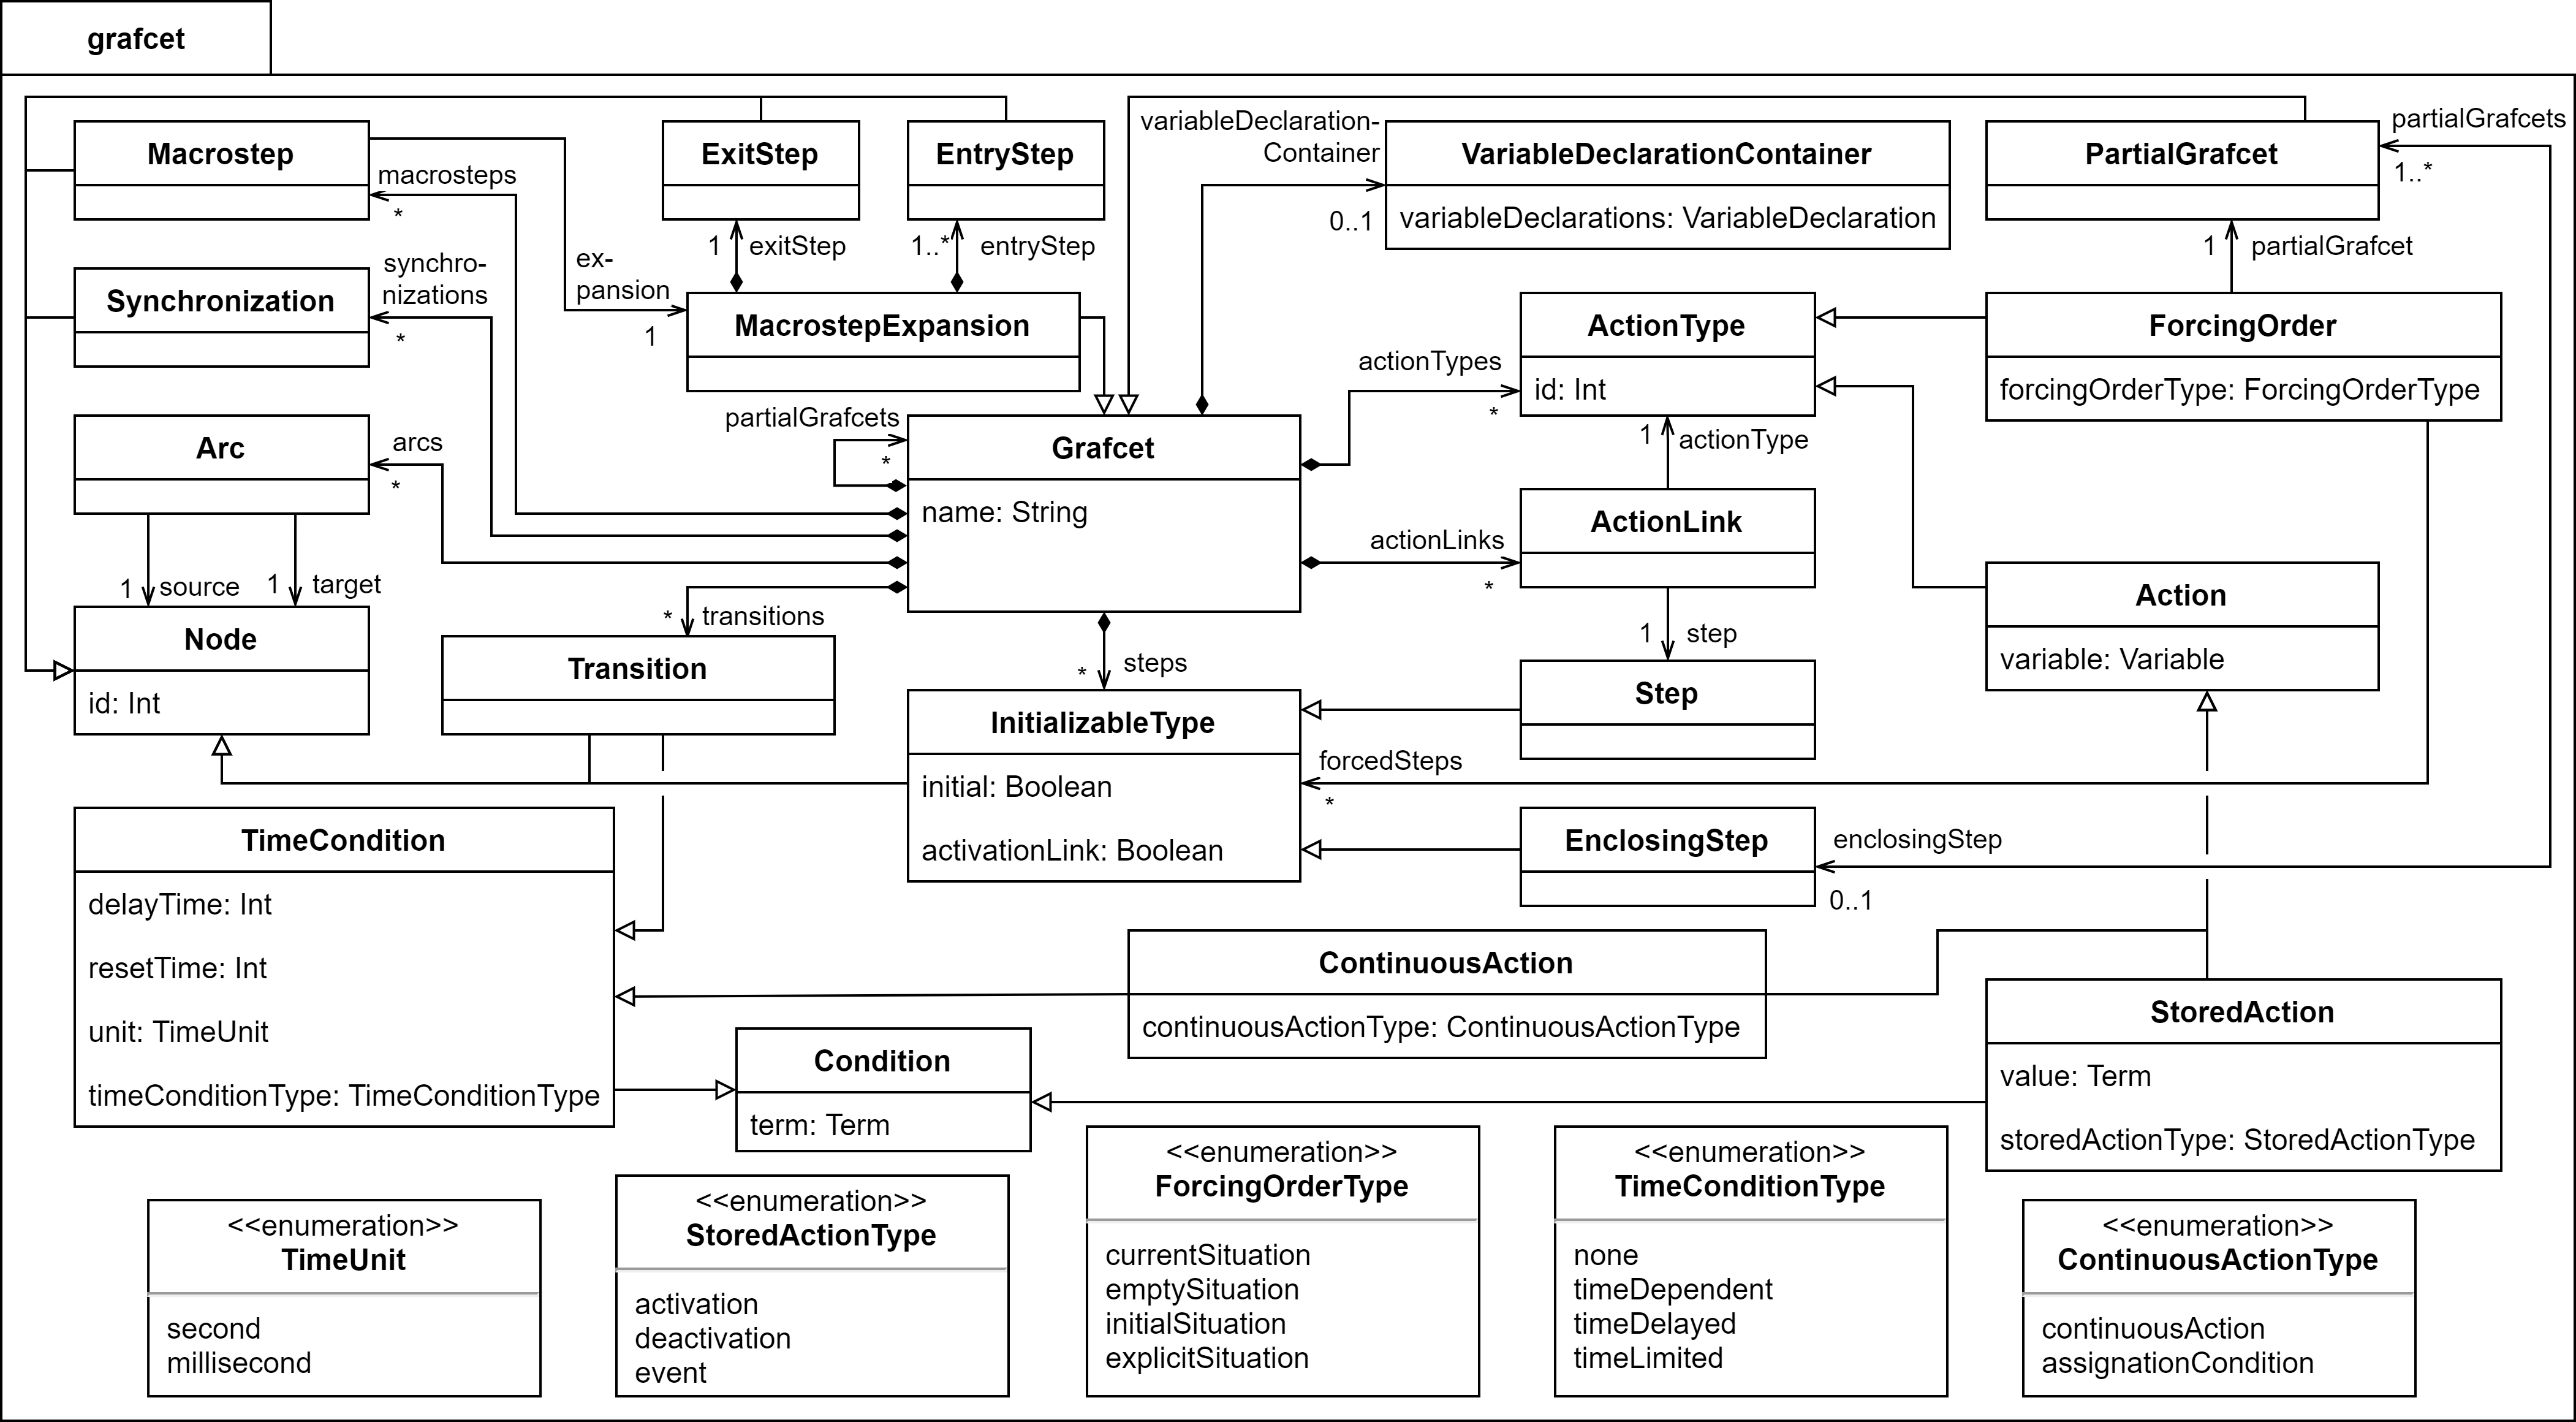 grafcet
Macrostep
macrosteps
*
ExitStep
1
exitStep
EntryStep
1..*
entryStep
variableDeclaration-
Container
0..1
VariableDeclarationContainer
variableDeclarations: VariableDeclaration
PartialGrafcet
partialGrafcets
1..*
1
partialGrafcet
Synchronization
synchro-
nizations
*
ex-
pansion
1
MacrostepExpansion
ActionType
id: Int
actionTypes
*
ForcingOrder
forcingOrderType: ForcingOrderType
Arc
arcs
*
partialGrafcets
*
Grafcet
name: String
1
actionType
ActionLink
actionLinks
*
1
source
1
target
Node
id: Int
*
transitions
Transition
*
steps
1
step
Step
Action
variable: Variable
InitializableType
initial: Boolean
activationLink: Boolean
forcedSteps
*
EnclosingStep
enclosingStep
0..1
TimeCondition
delayTime: Int
resetTime: Int
unit: TimeUnit
timeConditionType: TimeConditionType
ContinuousAction
continuousActionType: ContinuousActionType
Condition
term: Term
StoredAction
value: Term
storedActionType: StoredActionType
<<enumeration>>
TimeUnit
second
millisecond
<<enumeration>>
StoredActionType
activation
deactivation
event
<<enumeration>>
ForcingOrderType
currentSituation
emptySituation
initialSituation
explicitSituation
<<enumeration>>
TimeConditionType
none
timeDependent
timeDelayed
timeLimited
<<enumeration>>
ContinuousActionType
continuousAction
assignationCondition